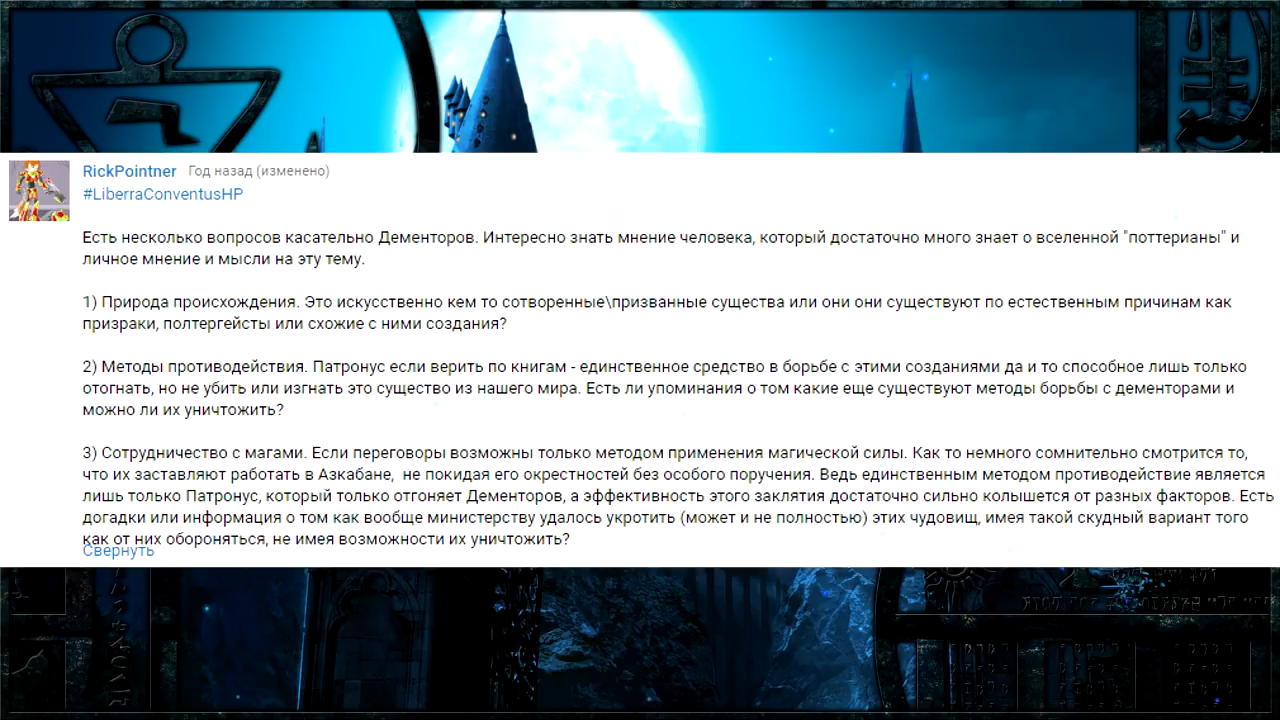 RickPointner Год назад (изменено)
#LiberraConventusHP
Есть несколько вопросов касательно Дементоров. Интересно знать мнение человека, который достаточно много знает о вселенной "поттерианы" и
личное мнение и мысли на эту тему.
1) Природа происхождения. Это искусственно кем то сотворенные\призванные существа или они они существуют по естественным причинам как
призраки, полтергейсты или схожие с ними создания?
2) Методы противодействия. Патронус если верить по книгам - единственное средство в борьбе с этими созданиями да и то способное лишь только
отогнать, но не убить или изгнать это существо из нашего мира. Есть ли упоминания о том какие еще существуют методы борьбы с дементорами и
можно ли их уничтожить?
3) Сотрудничество с магами. Если переговоры возможны только методом применения магической силы. Как то немного сомнительно смотрится то,
что их заставляют работать в Азкабане, не покидая его окрестностей без особого поручения. Ведь единственным методом противодействие является
лишь только Патронус, который только отгоняет Дементоров, а эффективность этого заклятия достаточно сильно колышется от разных факторов. Есть
догадки или информация о том как вообще министерству удалось укротить (может и не полностью) этих чудовищ, имея такой скудный вариант того
как от них обороняться, не имея возможности их уничтожить?
Свернуть